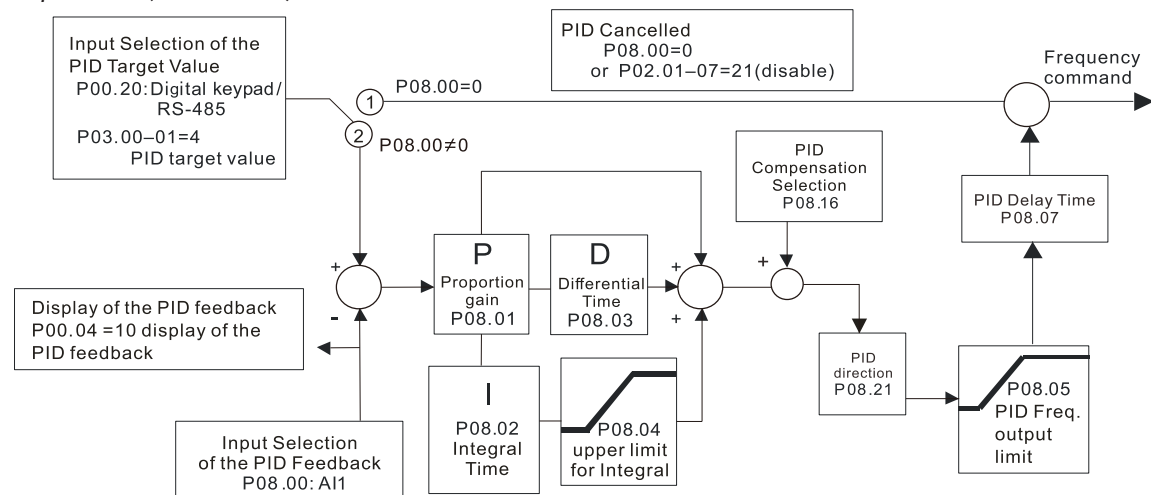 Input Selection of the
PID Target Value
P00.20: Digital keypad/
RS-485
P03.00–01=4
PID target value
PID Cancelled
P08.00=0
or P02.01–07=21(disable)
Frequency
command
1
P08.00=0
2
P08.00≠0
PID
Compensation
Selection
P08.16
PID Delay Time
P08.07
+
-
P
Proportion
gain
P08.01
D
Differential
Time
P08.03
+
+
+
Display of the PID feedback
P00.04 =10 display of the
PID feedback
PID
direction
P08.21
P08.05
PID Freq.
output
limit
I
P08.02
Integral
Time
P08.04
upper limit
for Integral
Input Selection
of the PID Feedback
P08.00: AI1